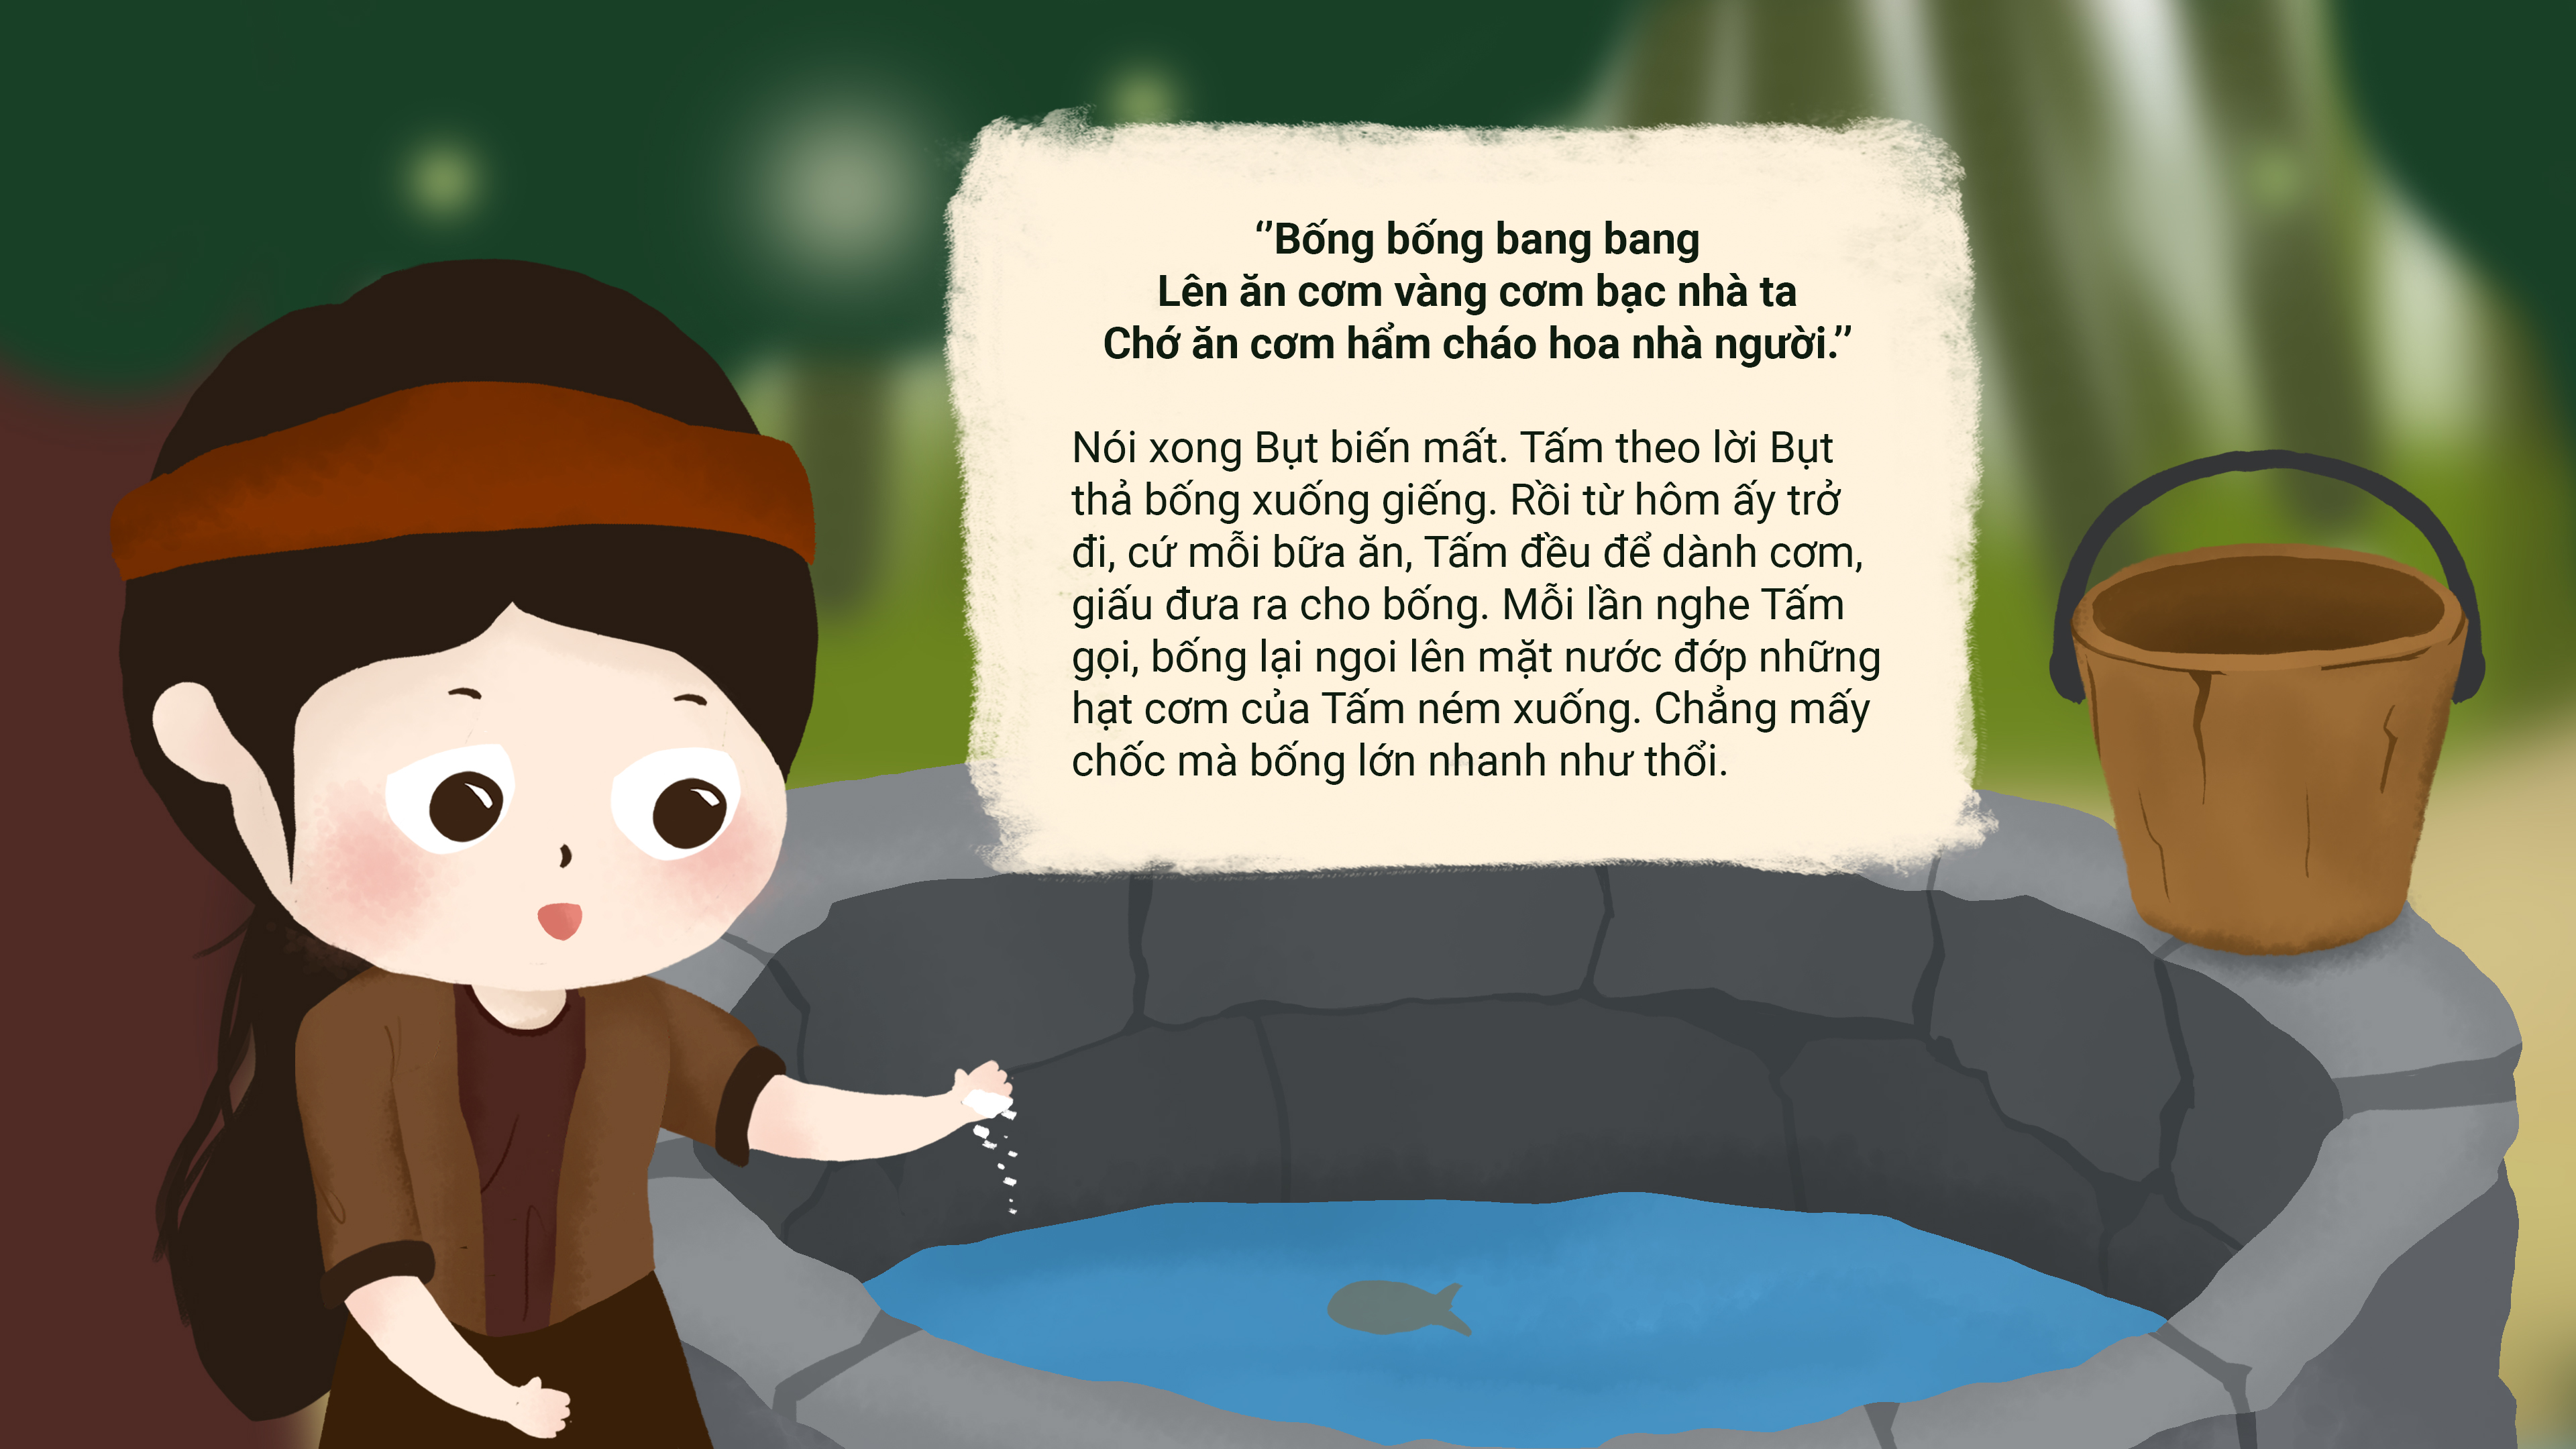 ‘’Bống bống bang bang
Lên ăn cơm vàng cơm bạc nhà ta
Chớ ăn cơm hẩm cháo hoa nhà người.’’
Nói xong Bụt biến mất. Tấm theo lời Bụt
thả bống xuống giếng. Rồi từ hôm ấy trở
đi, cứ mỗi bữa ăn, Tấm đều để dành cơm,
giấu đưa ra cho bống. Mỗi lần nghe Tấm
gọi, bống lại ngoi lên mặt nước đớp những
hạt cơm của Tấm ném xuống. Chẳng mấy
chốc mà bống lớn nhanh như thổi.